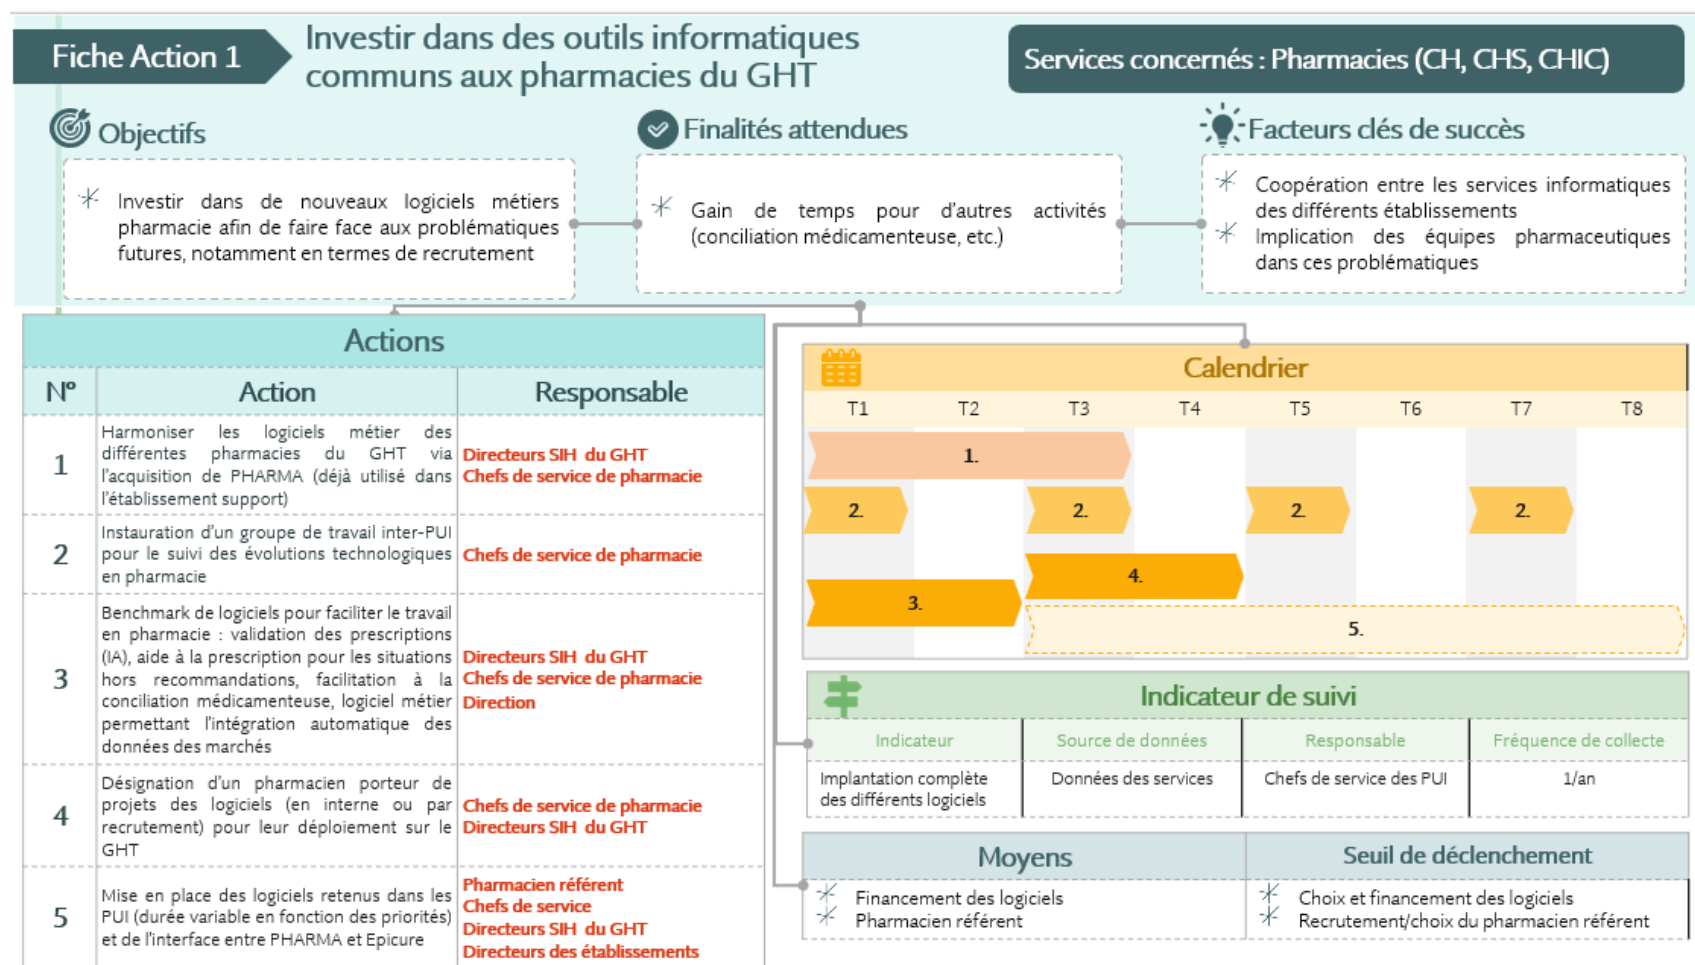 Fiche Action 1
Investir dans des outils informatiques
communs aux pharmacies du GHT
Services concernés : Pharmacies (CH, CHS, CHIC)
Objectifs
Investir dans de nouveaux logiciels métiers
pharmacie afin de faire face aux problématiques
futures, notamment en termes de recrutement
Finalités attendues
Gain de temps pour d'autres activités
(conciliation médicamenteuse, etc.)
Facteurs clés de succès
Coopération entre les services informatiques
des différents établissements
Implication des équipes pharmaceutiques
dans ces problématiques
Actions
N° Action Responsable
1
Harmoniser les logiciels métier des
différentes pharmacies du GHT via
l'acquisition de PHARMA (déjà utilisé dans
l'établissement support)
Directeurs SIH du GHT
Chefs de service de pharmacie
2
Instauration d'un groupe de travail inter-PUI
pour le suivi des évolutions technologiques
en pharmacie
Chefs de service de pharmacie
3
Benchmark de logiciels pour faciliter le travail
en pharmacie : validation des prescriptions
(IA), aide à la prescription pour les situations
hors recommandations, facilitation à la
conciliation médicamenteuse, logiciel métier
permettant l'intégration automatique des
données des marchés
Directeurs SIH du GHT
Chefs de service de pharmacie
Direction
4
Désignation d'un pharmacien porteur de
projets des logiciels (en interne ou par
recrutement) pour leur déploiement sur le
GHT
Chefs de service de pharmacie
Directeurs SIH du GHT
5
Mise en place des logiciels retenus dans les
PUI (durée variable en fonction des priorités)
et de l'interface entre PHARMA et Epicure
Pharmacien référent
Chefs de service
Directeurs SIH du GHT
Directeurs des établissements
Calendrier
T1 T2 T3 T4 T5 T6 T7 T8
1.
2. 2. 2. 2.
4.
3.
5.
Indicateur de suivi
Indicateur Source de données Responsable Fréquence de collecte
Implantation complète
des différents logiciels
Données des services
Chefs de service des PUI
1/an
Moyens
Financement des logiciels
Pharmacien référent
Seuil de déclenchement
Choix et financement des logiciels
Recrutement/choix du pharmacien référent